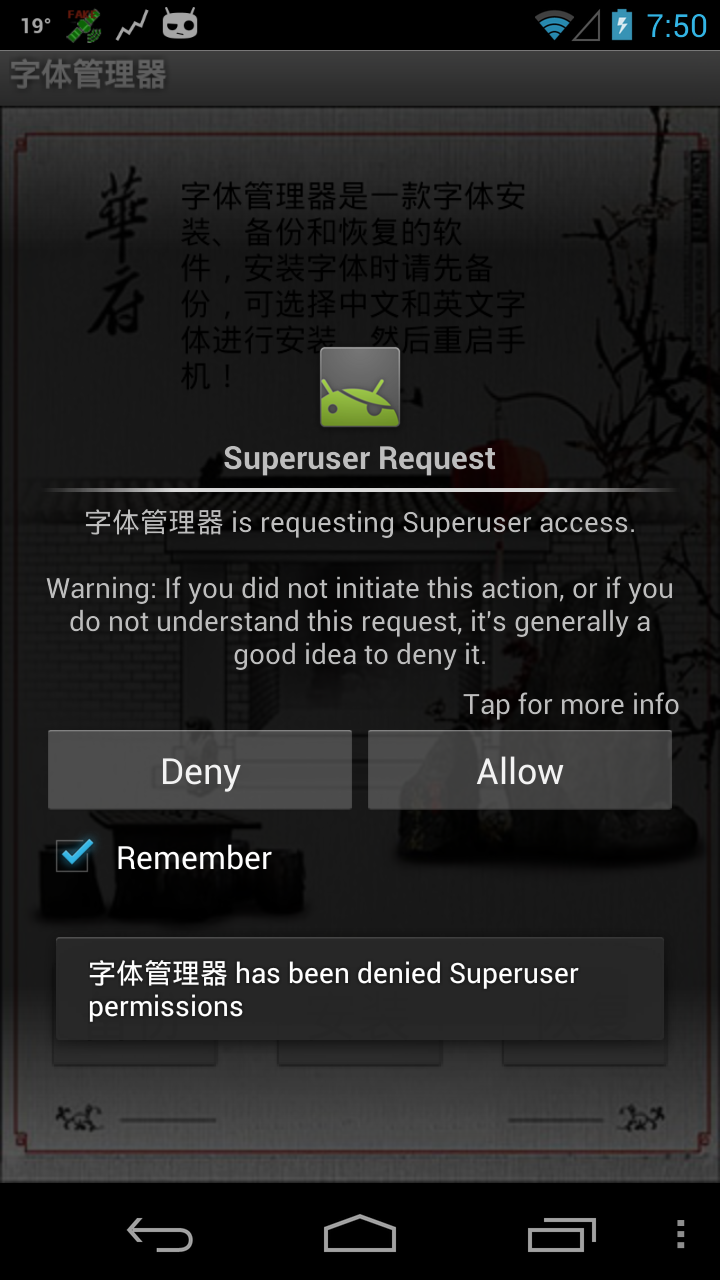 19°
FAKE
7:50
字体管理器
華府
字体管理器是一款字体安
装、备份和恢复的软
件，安装字体时请先备
份，可选择中文和英文字
体进行安装，然后重启手
机！
Superuser Request
字体管理器 is requesting Superuser access.
Warning: If you did not initiate this action, or if you
do not understand this request, it's generally a
good idea to deny it.
Tap for more info
Deny
Allow
Remember
字体管理器 has been denied Superuser
permissions